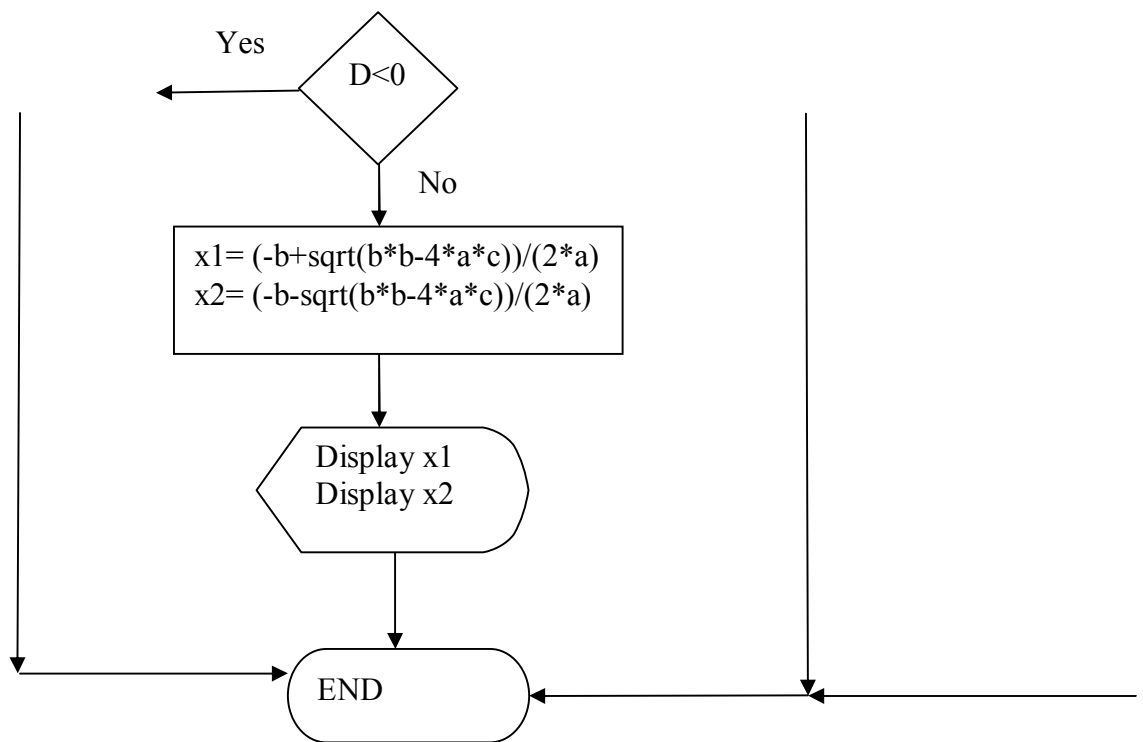 Yes
D<0
No
x1= (-b+sqrt(b*b-4*a*c))/(2*a)
x2= (-b-sqrt(b*b-4*a*c))/(2*a)
Display x1
Display x2
END